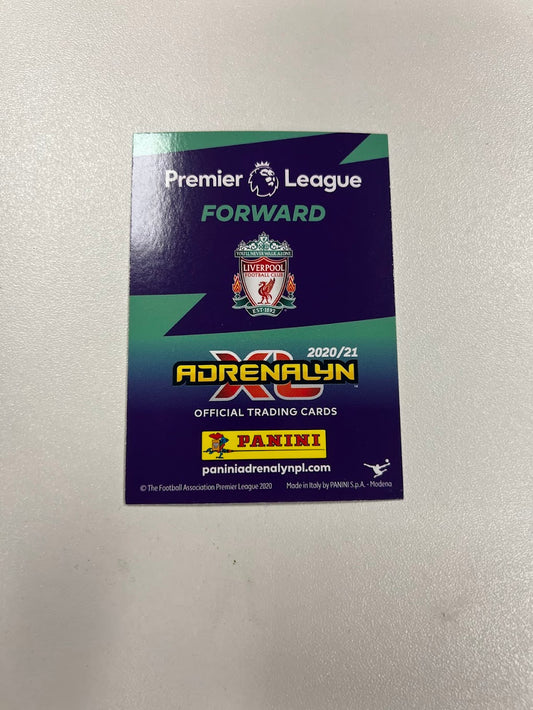 Premier League
FORWARD
YOU'LL NEVER WALK ALONE
LIVERPOOL
FOOTBALL CLUB
EST·1892
2020/21
ADRENALYN
XL™
OFFICIAL TRADING CARDS
PANINI
paniniadrenalynpl.com
© The Football Association Premier League 2020 Made in Italy by PANINI S.p.A. - Modena